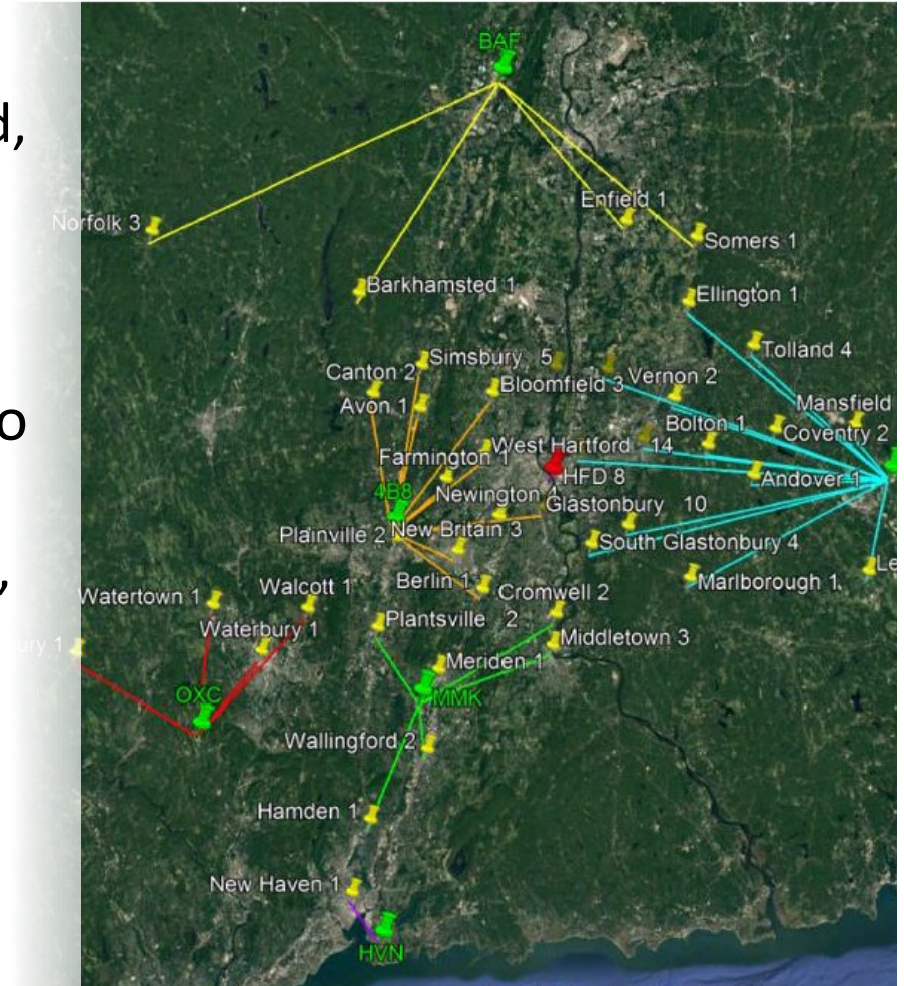 d,
o
,
BAF
Enfield 1
Norfolk 3
Somers 1
Barkhamsted 1
Ellington 1
Tolland 4
Simsbury 5
Canton 2
Bloomfield 3
Vernon 2
Avon 1
Mansfield
Bolton 1
Coventry 2
West Hartford 14
Farmington 1
HFD 8
Andover 1
4B8
Newington 4
Glastonbury 10
Plainville 2
New Britain 3
South Glastonbury 4
Le
Berlin 1
Marlborough 1
Walcott 1
Cromwell 2
Watertown 1
Plantsville 2
Waterbury 1
Middletown 3
ury 1
Meriden 1
OXC
MMK
Wallingford 2
Hamden 1
New Haven 1
HVN